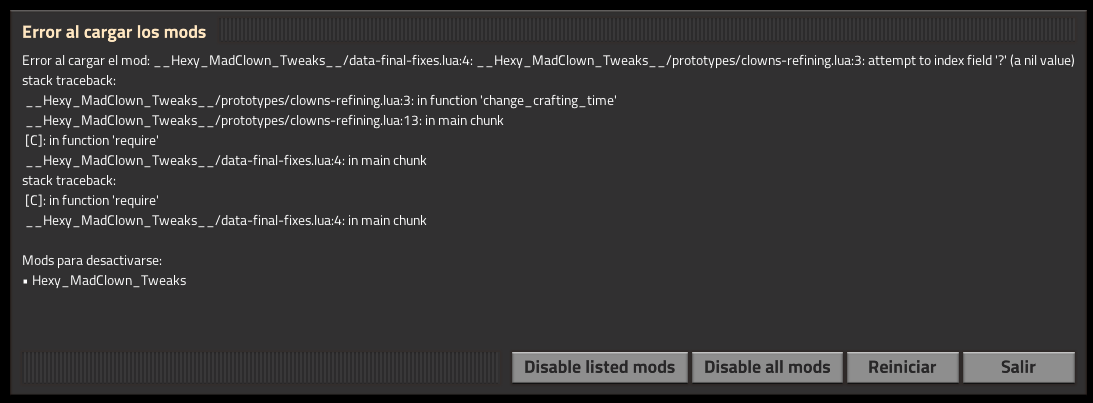 Error al cargar los mods
Error al cargar el mod: __Hexy_MadClown_Tweaks__/data-final-fixes.lua:4: __Hexy_MadClown_Tweaks__/prototypes/clowns-refining.lua:3: attempt to index field '?' (a nil value)
stack traceback:
__Hexy_MadClown_Tweaks__/prototypes/clowns-refining.lua:3: in function 'change_crafting_time'
__Hexy_MadClown_Tweaks__/prototypes/clowns-refining.lua:13: in main chunk
[C]: in function 'require'
__Hexy_MadClown_Tweaks__/data-final-fixes.lua:4: in main chunk
stack traceback:
[C]: in function 'require'
__Hexy_MadClown_Tweaks__/data-final-fixes.lua:4: in main chunk
Mods para desactivarse:
▪ Hexy_MadClown_Tweaks
Disable listed mods Disable all mods Reiniciar Salir